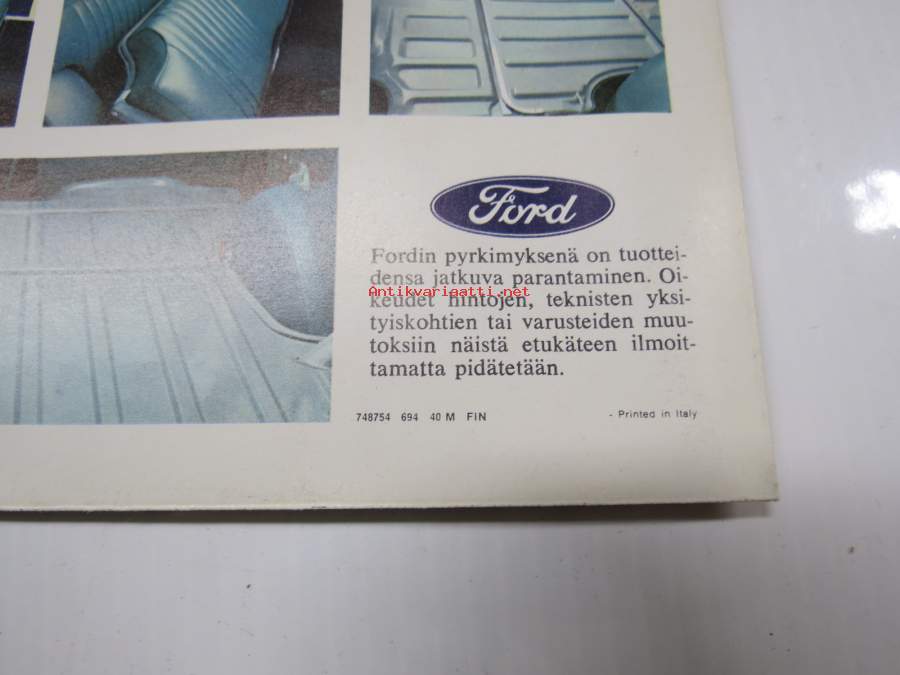 Ford
Fordin pyrkimyksenä on tuottei-
densa jatkuva parantaminen. Oi-
Antikvariaatti.net
keudet hintojen, teknisten yksi-
tyiskohtien tai varusteiden muu-
toksiin näistä etukäteen ilmoit-
tamatta pidätetään.
748754 694 40 M FIN
- Printed in Italy